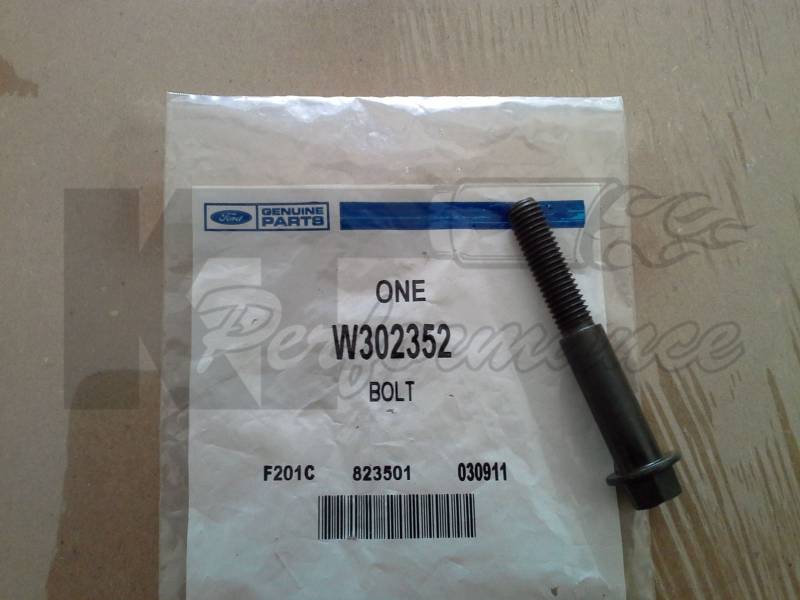 Ford GENUINE PARTS
ONE
W302352
BOLT
F201C 823501 030911
K
Performance